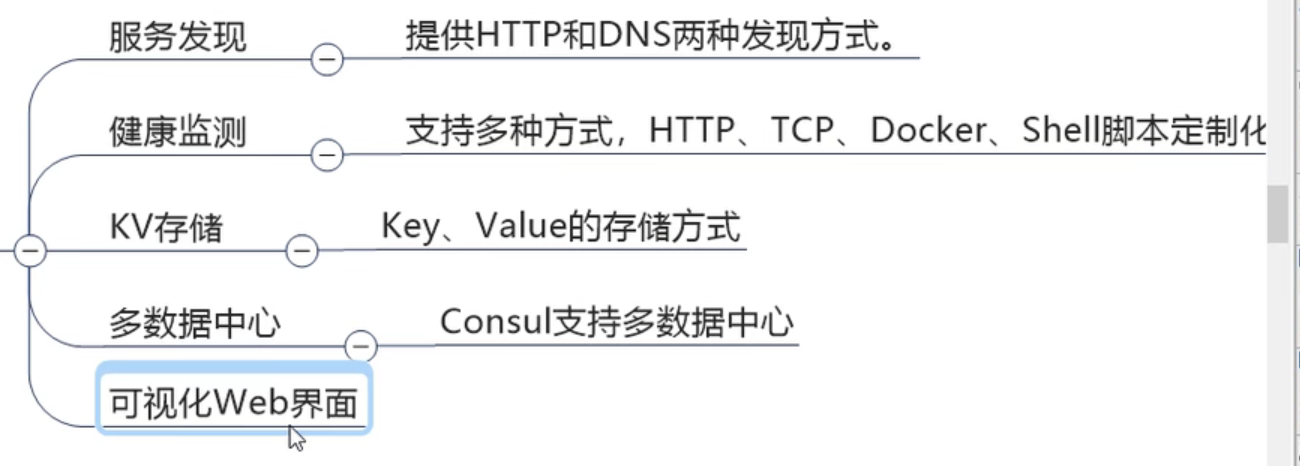 服务发现
提供HTTP和DNS两种发现方式。
健康监测
支持多种方式，HTTP、TCP、Docker、Shell脚本定制化
KV存储
Key、Value的存储方式
多数据中心
Consul支持多数据中心
可视化Web界面